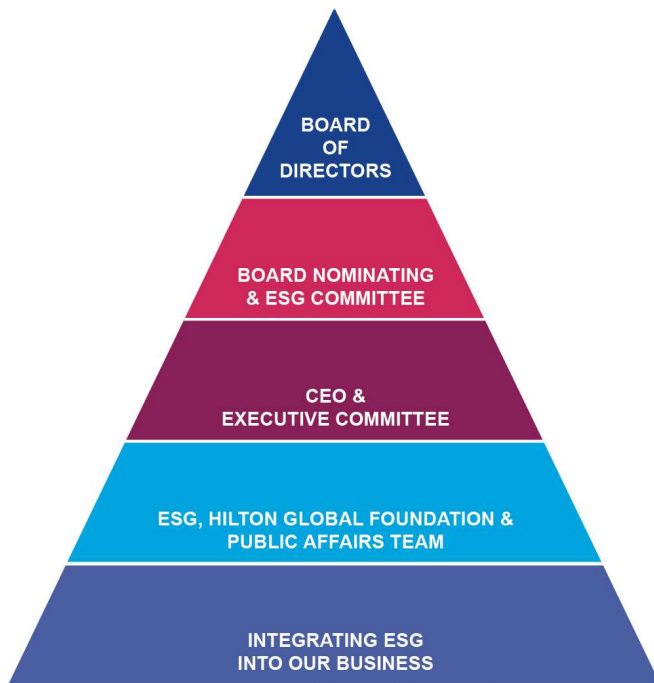 BOARD
OF
DIRECTORS
BOARD NOMINATING
& ESG COMMITTEE
CEO &
EXECUTIVE COMMITTEE
ESG, HILTON GLOBAL FOUNDATION &
PUBLIC AFFAIRS TEAM
INTEGRATING ESG
INTO OUR BUSINESS